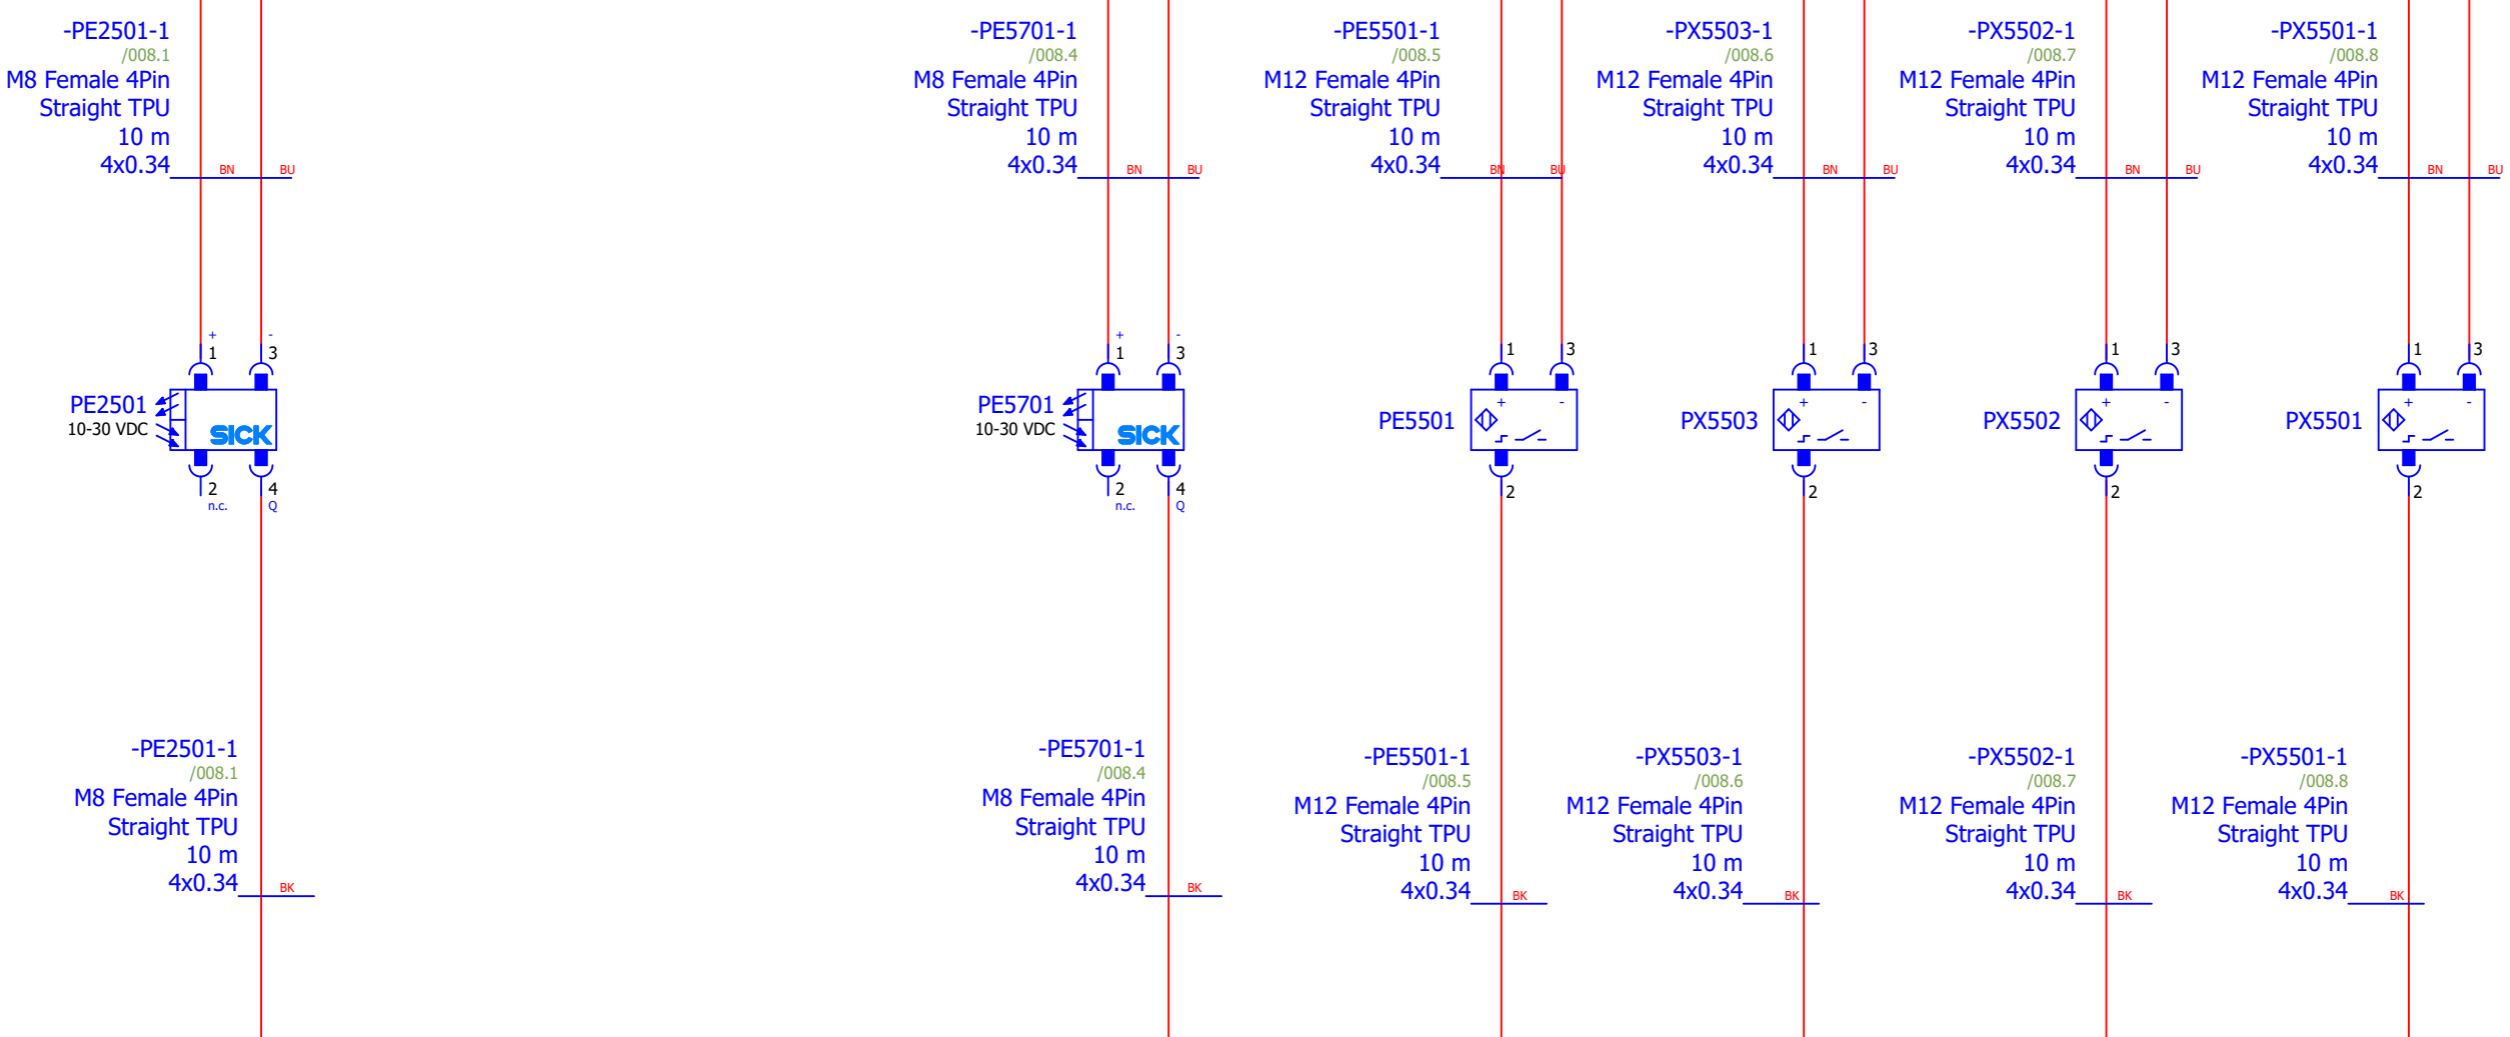 -PE2501-1
/008.1
M8 Female 4Pin
Straight TPU
10 m
4x0.34
BN
BU
-PE5701-1
/008.4
M8 Female 4Pin
Straight TPU
10 m
4x0.34
BN
BU
-PE5501-1
/008.5
M12 Female 4Pin
Straight TPU
10 m
4x0.34
BN
BU
-PX5503-1
/008.6
M12 Female 4Pin
Straight TPU
10 m
4x0.34
BN
BU
-PX5502-1
/008.7
M12 Female 4Pin
Straight TPU
10 m
4x0.34
BN
BU
-PX5501-1
/008.8
M12 Female 4Pin
Straight TPU
10 m
4x0.34
BN
BU
+ -
1 3
PE2501
10-30 VDC
SICK
2 4
n.c. Q
+ -
1 3
PE5701
10-30 VDC
SICK
2 4
n.c. Q
1 3
+ -
PE5501
2
1 3
+ -
PX5503
2
1 3
+ -
PX5502
2
1 3
+ -
PX5501
2
-PE2501-1
/008.1
M8 Female 4Pin
Straight TPU
10 m
4x0.34
BK
-PE5701-1
/008.4
M8 Female 4Pin
Straight TPU
10 m
4x0.34
BK
-PE5501-1
/008.5
M12 Female 4Pin
Straight TPU
10 m
4x0.34
BK
-PX5503-1
/008.6
M12 Female 4Pin
Straight TPU
10 m
4x0.34
BK
-PX5502-1
/008.7
M12 Female 4Pin
Straight TPU
10 m
4x0.34
BK
-PX5501-1
/008.8
M12 Female 4Pin
Straight TPU
10 m
4x0.34
BK